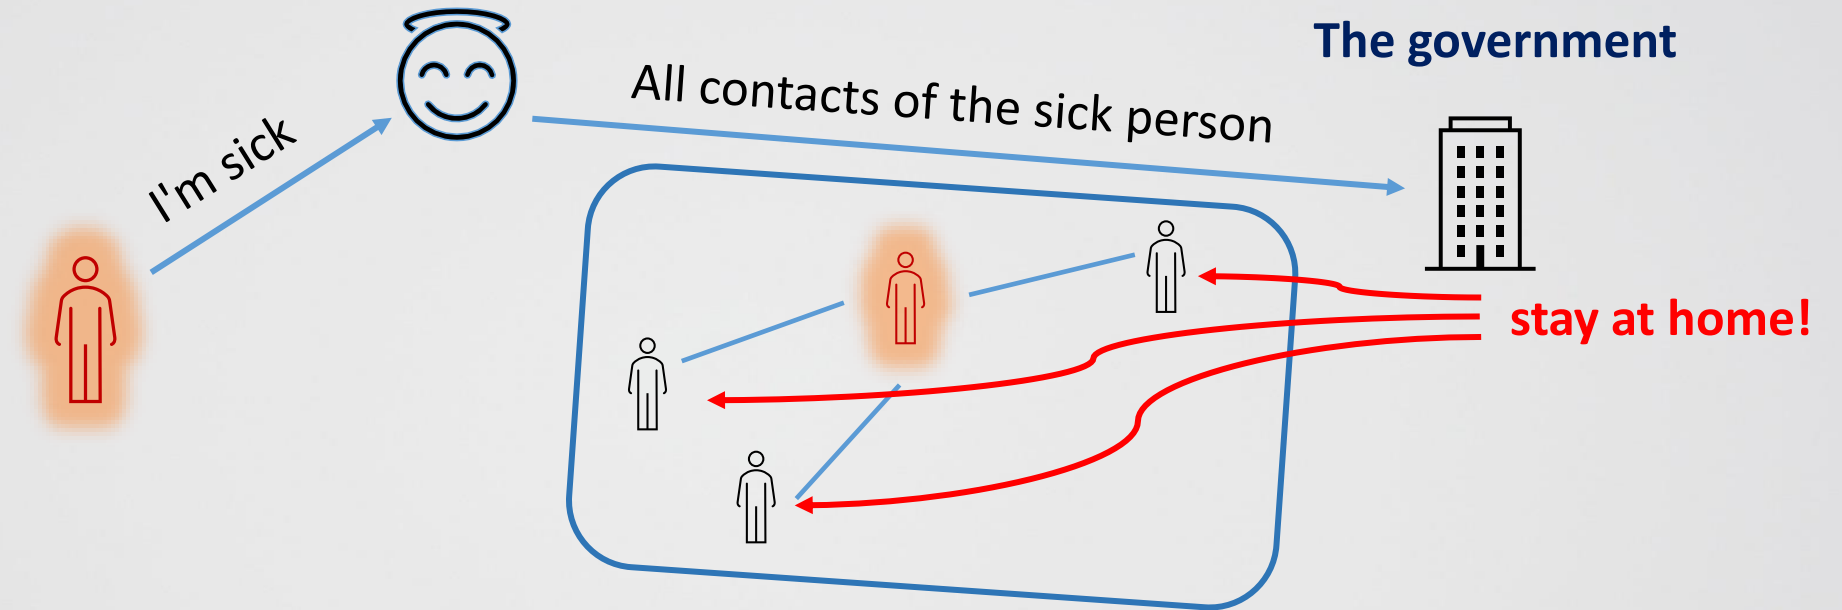 The government
All contacts of the sick person
I'm sick
stay at home!